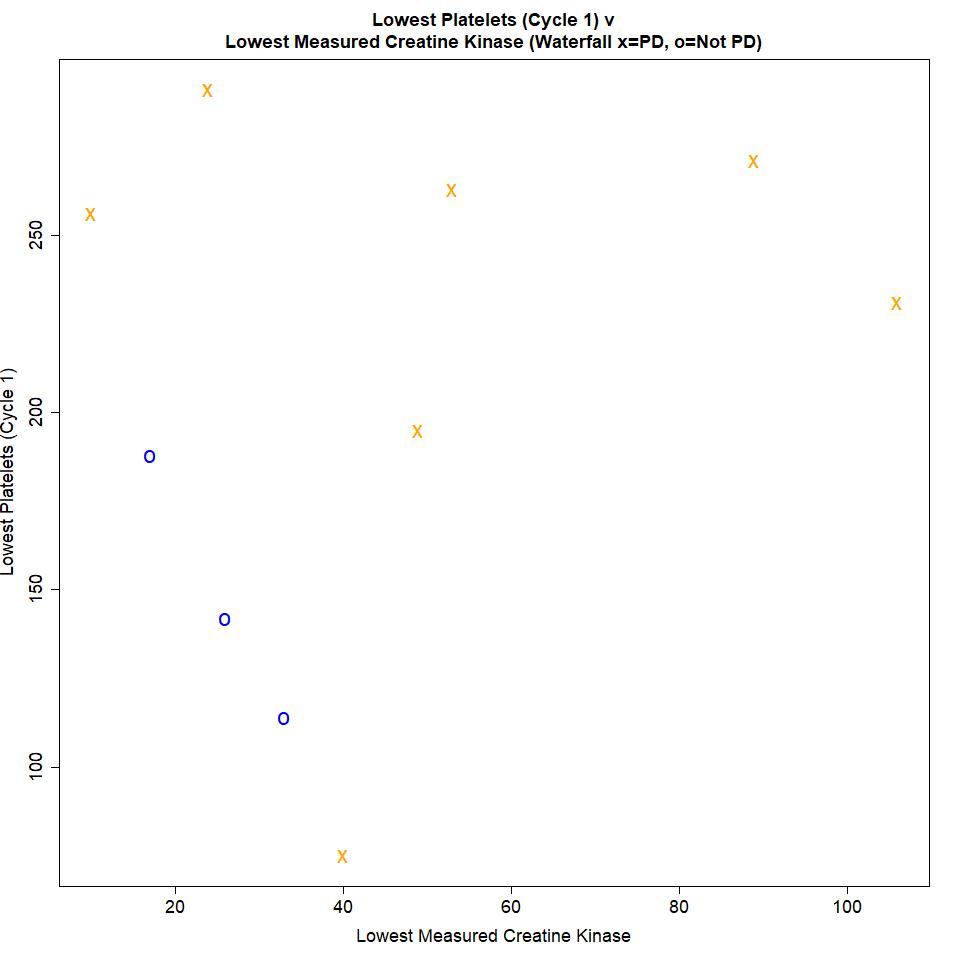 Lowest Platelets (Cycle 1) v
Lowest Measured Creatine Kinase (Waterfall x=PD, o=Not PD)
Lowest Platelets (Cycle 1)
250
200
150
100
X
X
X
X
X
X
O
O
O
X
20 40 60 80 100
Lowest Measured Creatine Kinase